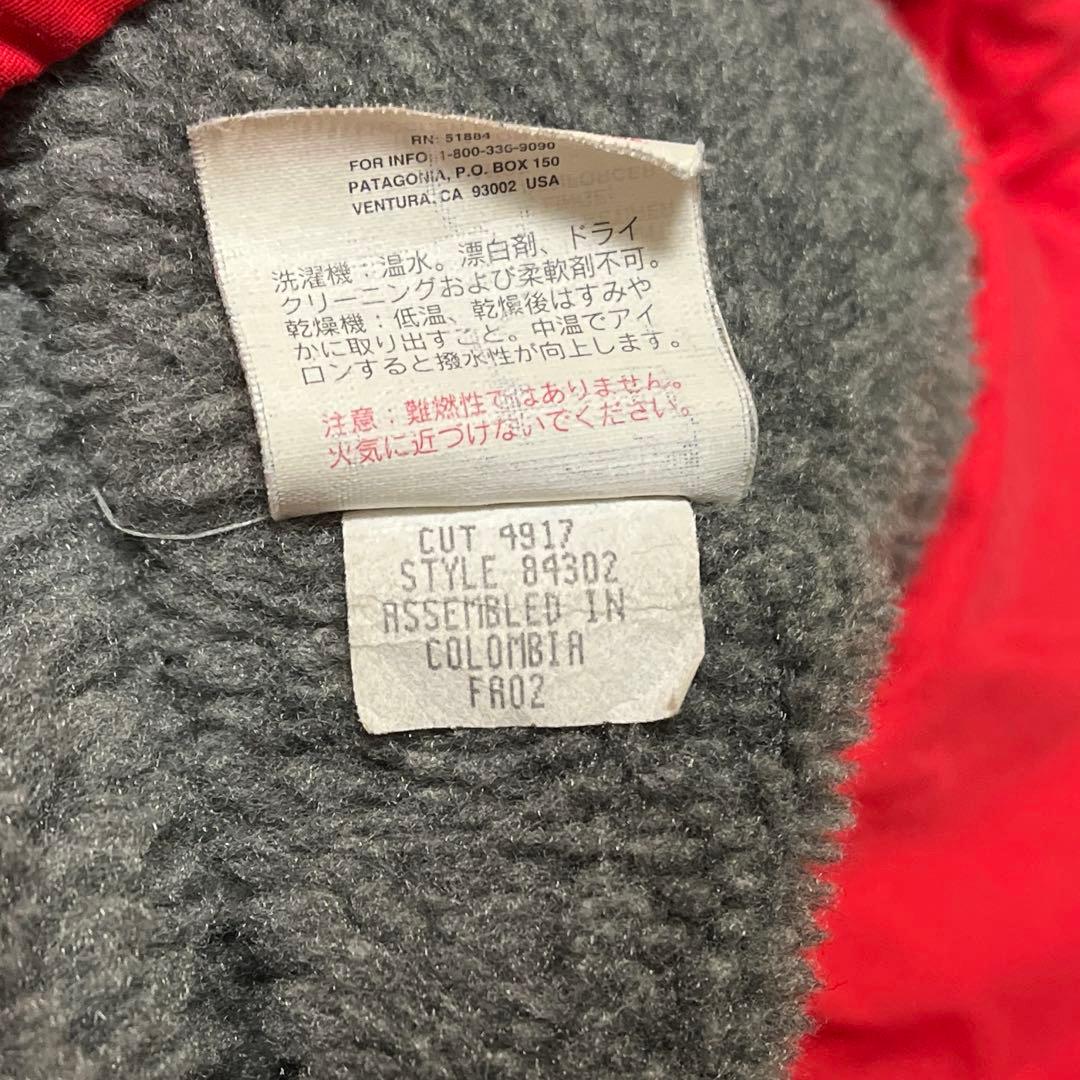 RN: 51884
FOR INFO: 1-800-336-9090
PATAGONIA, P.O. BOX 150
VENTURA, CA 93002 USA
洗濯機：温水。漂白剤、ドライ
クリーニングおよび柔軟剤不可。
乾燥機：低温、乾燥後はすみや
かに取り出すこと。中温でアイ
ロンすると撥水性が向上します。
注意：難燃性ではありません。
火気に近づけないでください。
CUT 4917
STYLE 84302
ASSEMBLED IN
COLOMBIA
FA02